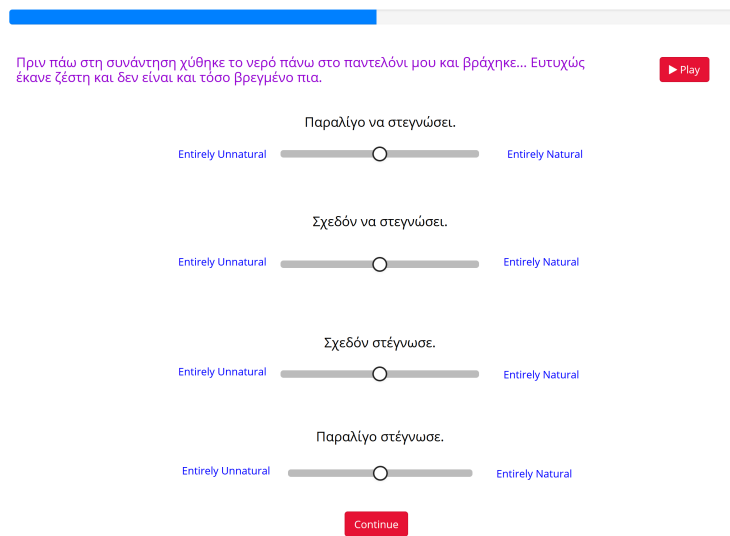 Πριν πάω στη συνάντηση χύθηκε το νερό πάνω στο παντελόνι μου και βράχηκε... Ευτυχώς
έκανε ζέστη και δεν είναι και τόσο βρεγμένο πια.
Play
Παραλίγο να στεγνώσει.
Entirely Unnatural Entirely Natural
Σχεδόν να στεγνώσει.
Entirely Unnatural Entirely Natural
Σχεδόν στέγνωσε.
Entirely Unnatural Entirely Natural
Παραλίγο στέγνωσε.
Entirely Unnatural Entirely Natural
Continue